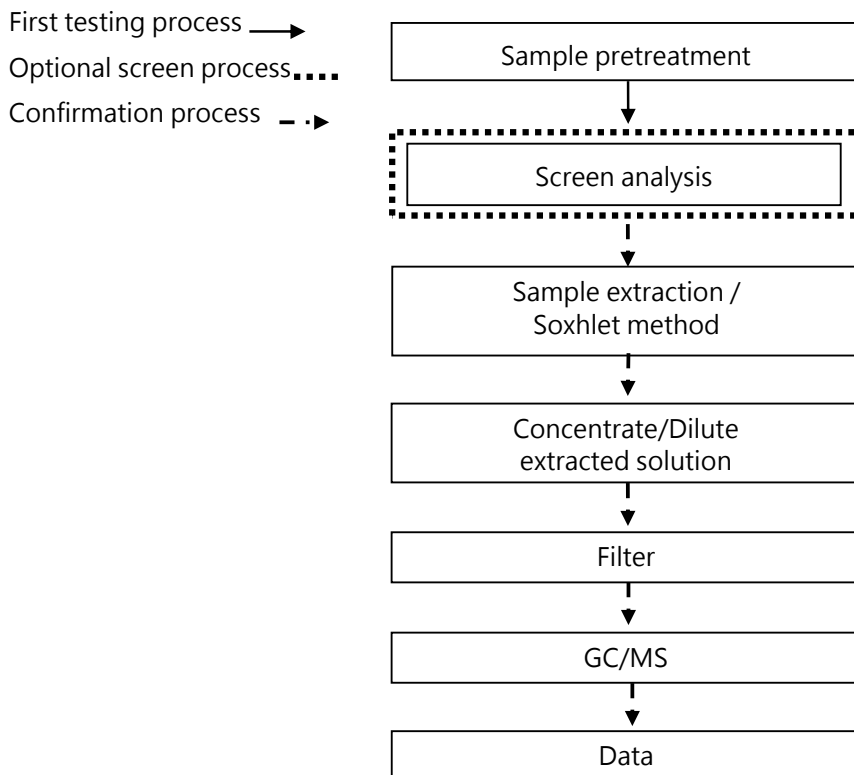 First testing process
Optional screen process
Confirmation process
Sample pretreatment
Screen analysis
Sample extraction /
Soxhlet method
Concentrate/Dilute
extracted solution
Filter
GC/MS
Data